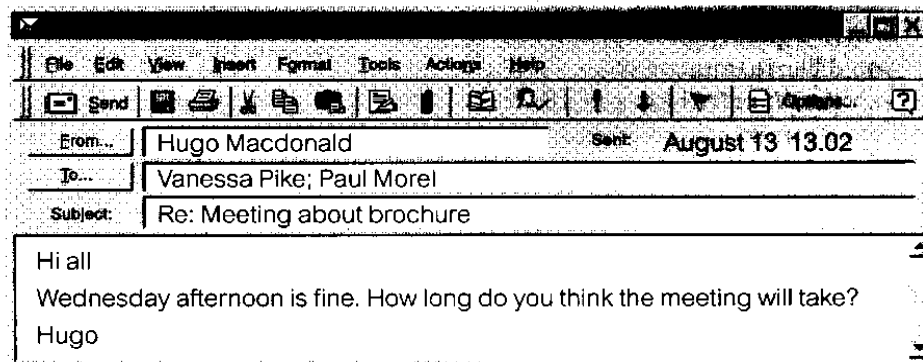 File Edit View Insert Format Tools Actions Help
Send Options...
From... Hugo Macdonald Sent: August 13 13.02
To... Vanessa Pike; Paul Morel
Subject: Re: Meeting about brochure
Hi all
Wednesday afternoon is fine. How long do you think the meeting will take?
Hugo